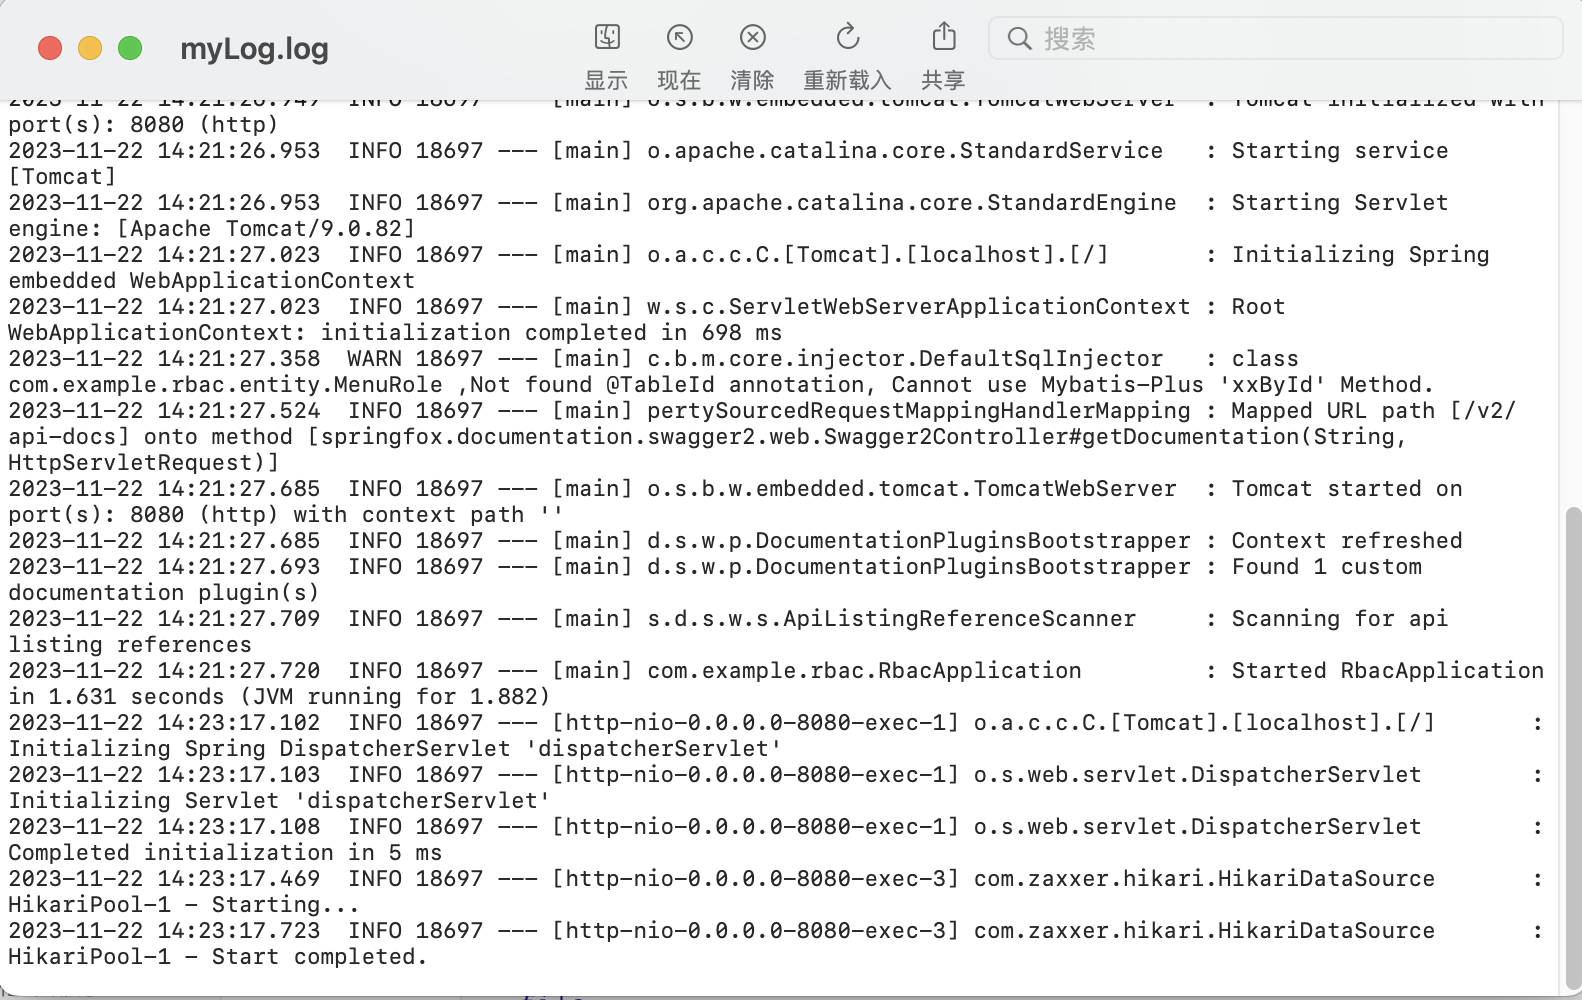 myLog.log
显示 现在 清除 重新载入 共享 搜索
2023-11-22 14:21:26.949  INFO 18697 --- [main] o.s.b.w.embedded.tomcat.TomcatWebServer  : Tomcat initialized with
port(s): 8080 (http)
2023-11-22 14:21:26.953  INFO 18697 --- [main] o.apache.catalina.core.StandardService   : Starting service
[Tomcat]
2023-11-22 14:21:26.953  INFO 18697 --- [main] org.apache.catalina.core.StandardEngine  : Starting Servlet
engine: [Apache Tomcat/9.0.82]
2023-11-22 14:21:27.023  INFO 18697 --- [main] o.a.c.c.C.[Tomcat].[localhost].[/]       : Initializing Spring
embedded WebApplicationContext
2023-11-22 14:21:27.023  INFO 18697 --- [main] w.s.c.ServletWebServerApplicationContext : Root
WebApplicationContext: initialization completed in 698 ms
2023-11-22 14:21:27.358  WARN 18697 --- [main] c.b.m.core.injector.DefaultSqlInjector   : class
com.example.rbac.entity.MenuRole ,Not found @TableId annotation, Cannot use Mybatis-Plus 'xxById' Method.
2023-11-22 14:21:27.524  INFO 18697 --- [main] pertySourcedRequestMappingHandlerMapping : Mapped URL path [/v2/
api-docs] onto method [springfox.documentation.swagger2.web.Swagger2Controller#getDocumentation(String,
HttpServletRequest)]
2023-11-22 14:21:27.685  INFO 18697 --- [main] o.s.b.w.embedded.tomcat.TomcatWebServer  : Tomcat started on
port(s): 8080 (http) with context path ''
2023-11-22 14:21:27.685  INFO 18697 --- [main] d.s.w.p.DocumentationPluginsBootstrapper : Context refreshed
2023-11-22 14:21:27.693  INFO 18697 --- [main] d.s.w.p.DocumentationPluginsBootstrapper : Found 1 custom
documentation plugin(s)
2023-11-22 14:21:27.709  INFO 18697 --- [main] s.d.s.w.s.ApiListingReferenceScanner     : Scanning for api
listing references
2023-11-22 14:21:27.720  INFO 18697 --- [main] com.example.rbac.RbacApplication         : Started RbacApplication
in 1.631 seconds (JVM running for 1.882)
2023-11-22 14:23:17.102  INFO 18697 --- [http-nio-0.0.0.0-8080-exec-1] o.a.c.c.C.[Tomcat].[localhost].[/]       :
Initializing Spring DispatcherServlet 'dispatcherServlet'
2023-11-22 14:23:17.103  INFO 18697 --- [http-nio-0.0.0.0-8080-exec-1] o.s.web.servlet.DispatcherServlet        :
Initializing Servlet 'dispatcherServlet'
2023-11-22 14:23:17.108  INFO 18697 --- [http-nio-0.0.0.0-8080-exec-1] o.s.web.servlet.DispatcherServlet        :
Completed initialization in 5 ms
2023-11-22 14:23:17.469  INFO 18697 --- [http-nio-0.0.0.0-8080-exec-3] com.zaxxer.hikari.HikariDataSource       :
HikariPool-1 - Starting...
2023-11-22 14:23:17.723  INFO 18697 --- [http-nio-0.0.0.0-8080-exec-3] com.zaxxer.hikari.HikariDataSource       :
HikariPool-1 - Start completed.